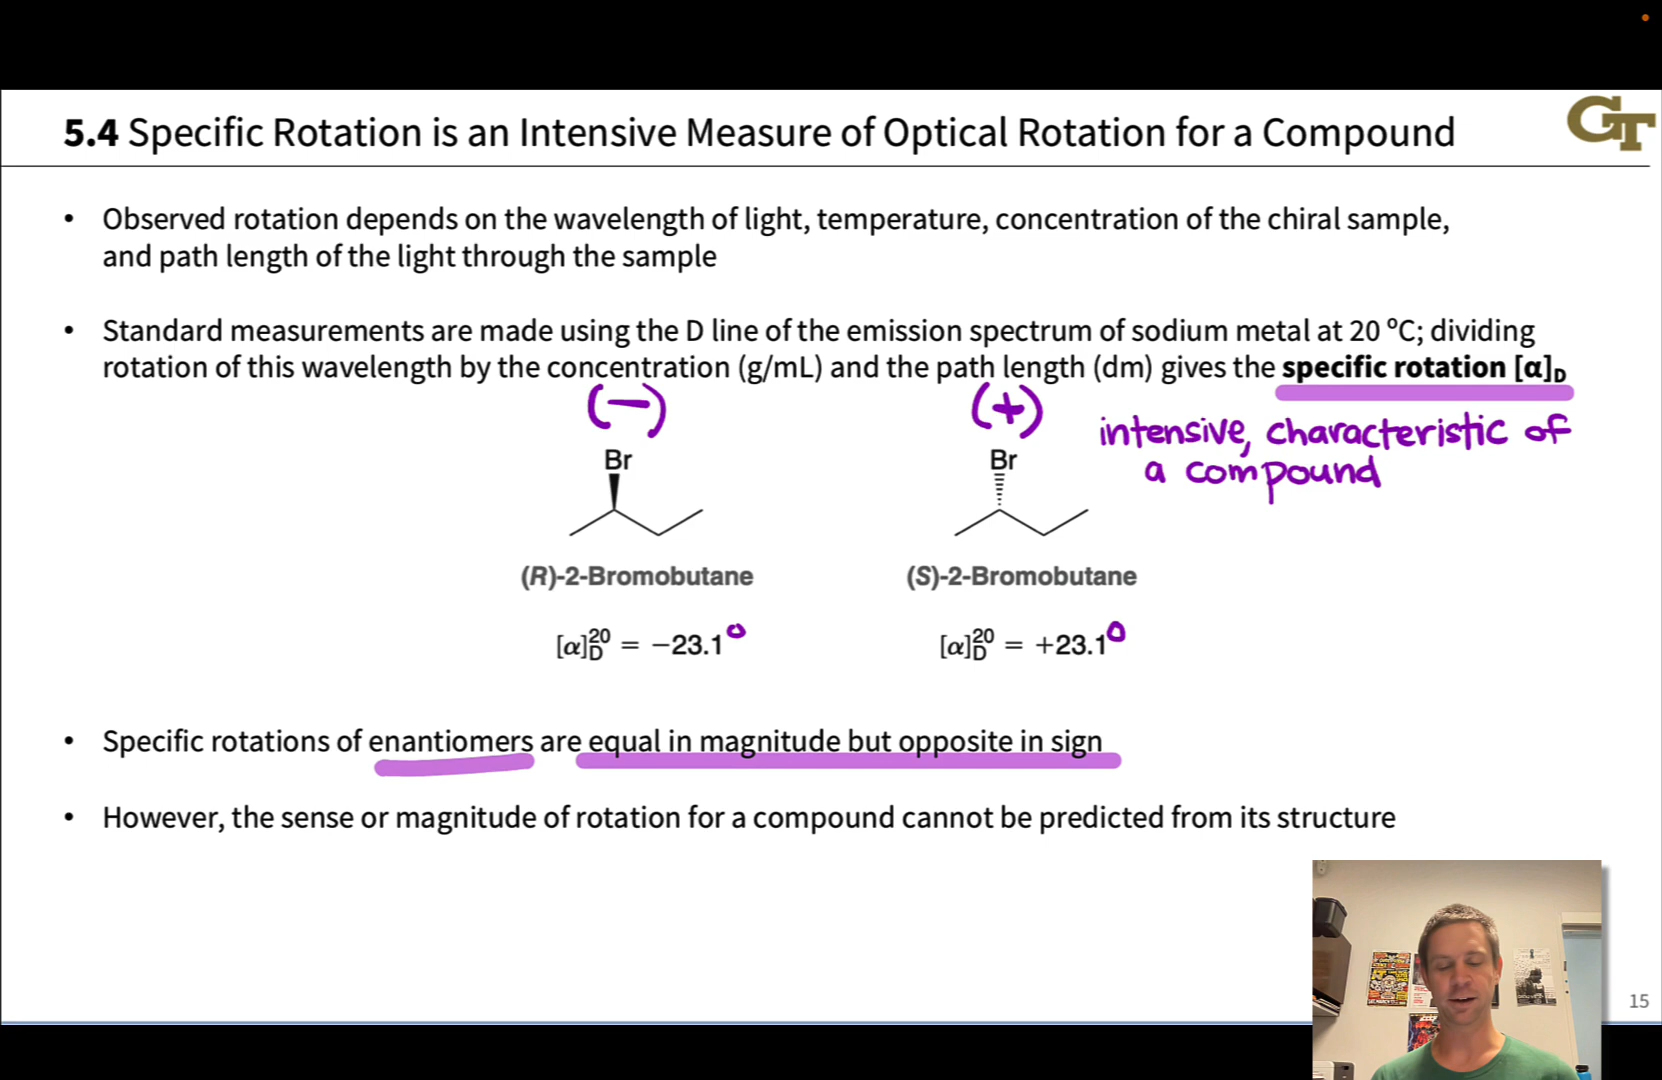 5.4 Specific Rotation is an Intensive Measure of Optical Rotation for a Compound
GT
• Observed rotation depends on the wavelength of light, temperature, concentration of the chiral sample,
and path length of the light through the sample
• Standard measurements are made using the D line of the emission spectrum of sodium metal at 20 ºC; dividing
rotation of this wavelength by the concentration (g/mL) and the path length (dm) gives the specific rotation [α]D
(−) (+)
intensive, characteristic of
a compound
Br Br
(R)-2-Bromobutane (S)-2-Bromobutane
[α]20D = −23.1° [α]20D = +23.1°
• Specific rotations of enantiomers are equal in magnitude but opposite in sign
• However, the sense or magnitude of rotation for a compound cannot be predicted from its structure
15